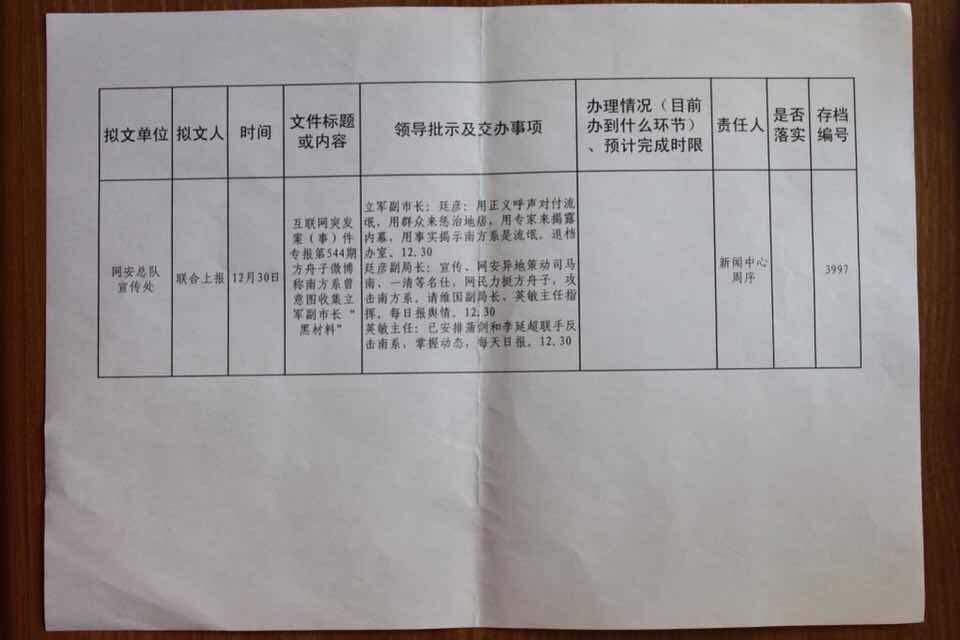 拟文单位
拟文人
时间
文件标题
或内容
领导批示及交办事项
办理情况（目前
办到什么环节）
、预计完成时限
责任人
是否
落实
存档
编号
网安总队
宣传处
联合上报
12月30日
互联网突发
案（事）件
专报第544期
方舟子微博
称南方系曾
意图收集立
军副市长“
黑材料”
立军副市长：廷彦：用正义呼声对付流
氓，用群众来惩治地痞，用专家来揭露
内幕，用事实揭示南方系是流氓。退档
办室。12.30
廷彦副局长：宣传、网安异地策动司马
南、一清等名仕，网民力挺方舟子，攻
击南方系。请维国副局长，英敏主任指
挥。每日报舆情。12.30
英敏主任：已安排蒲剑和李延超联手反
击南系，掌握动态，每天日报。12.30
新闻中心
周序
3997